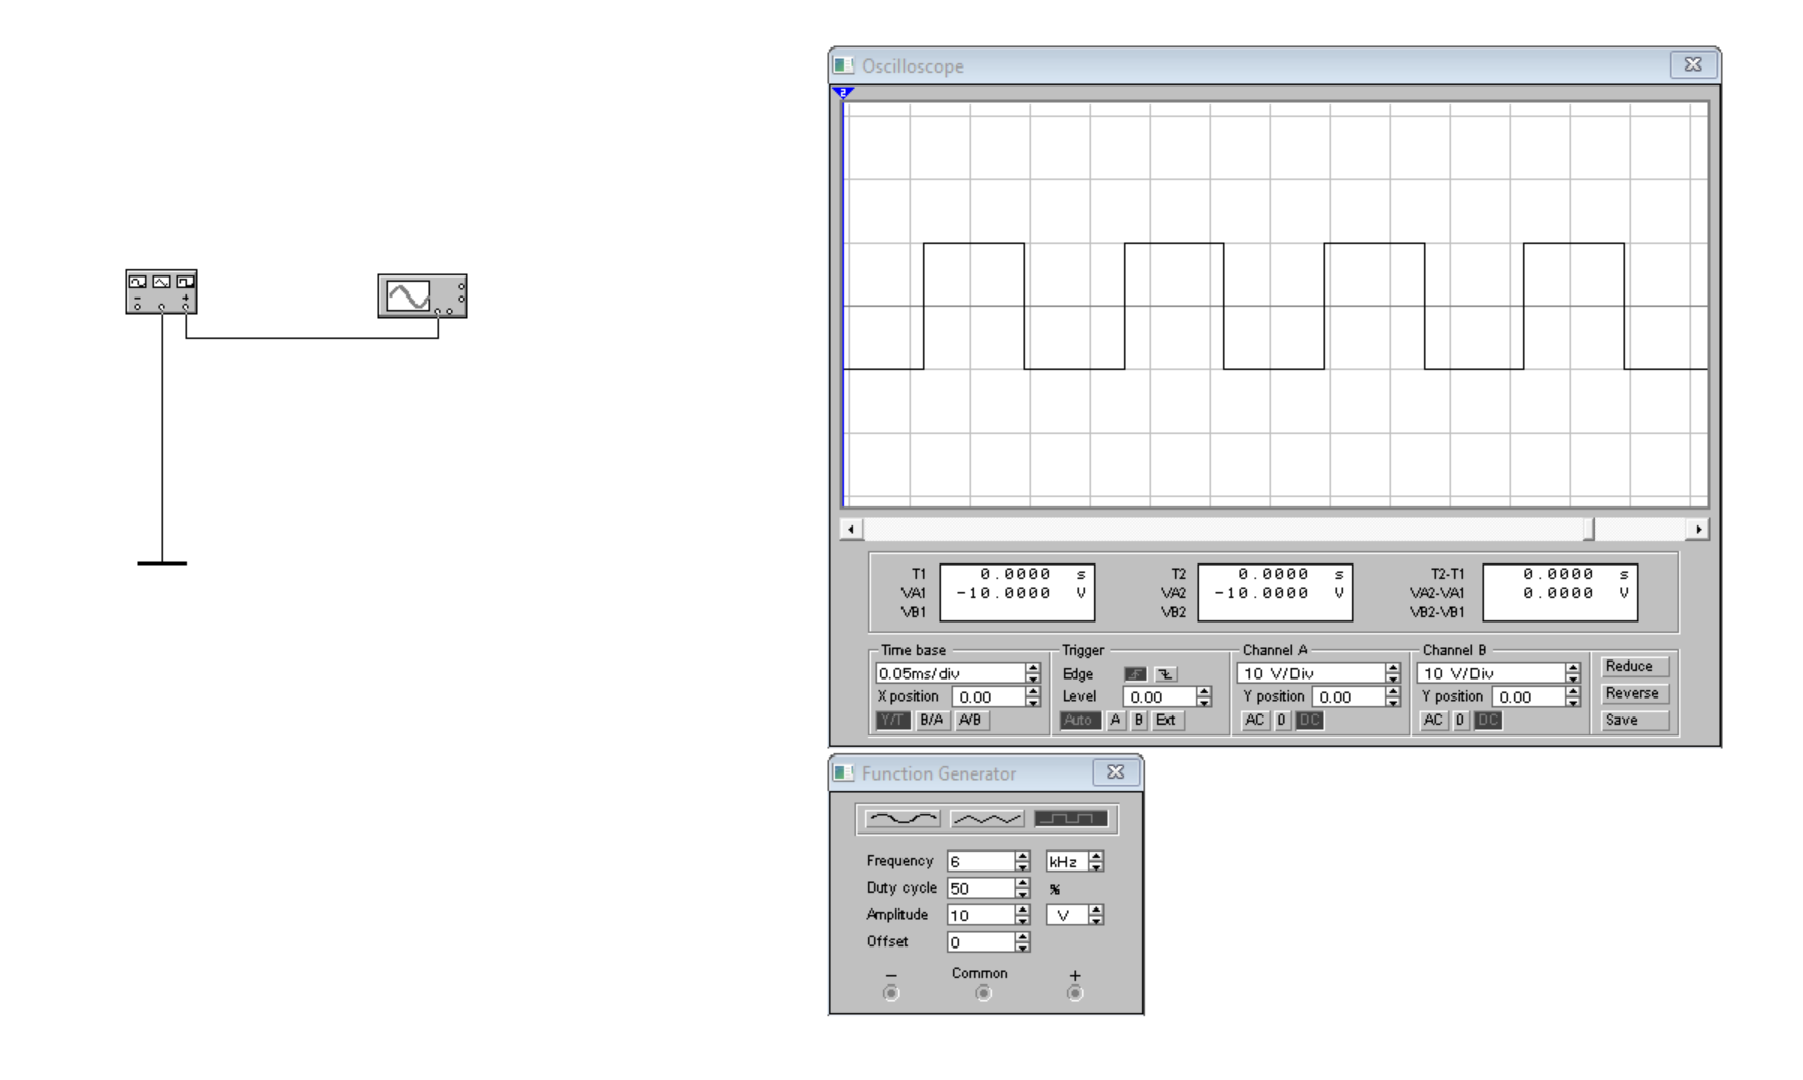 Oscilloscope
2
T1 0.0000 s T2 0.0000 s T2-T1 0.0000 s
VA1 -10.0000 V VA2 -10.0000 V VA2-VA1 0.0000 V
VB1 VB2 VB2-VB1
Time base Trigger Channel A Channel B
0.05ms/div Edge 10 V/Div 10 V/Div Reduce
X position 0.00 Level 0.00 Y position 0.00 Y position 0.00 Reverse
Y/T B/A A/B Auto A B Ext AC 0 DC AC 0 DC Save
Function Generator
Frequency 6 kHz
Duty cycle 50 %
Amplitude 10 V
Offset 0
− Common +